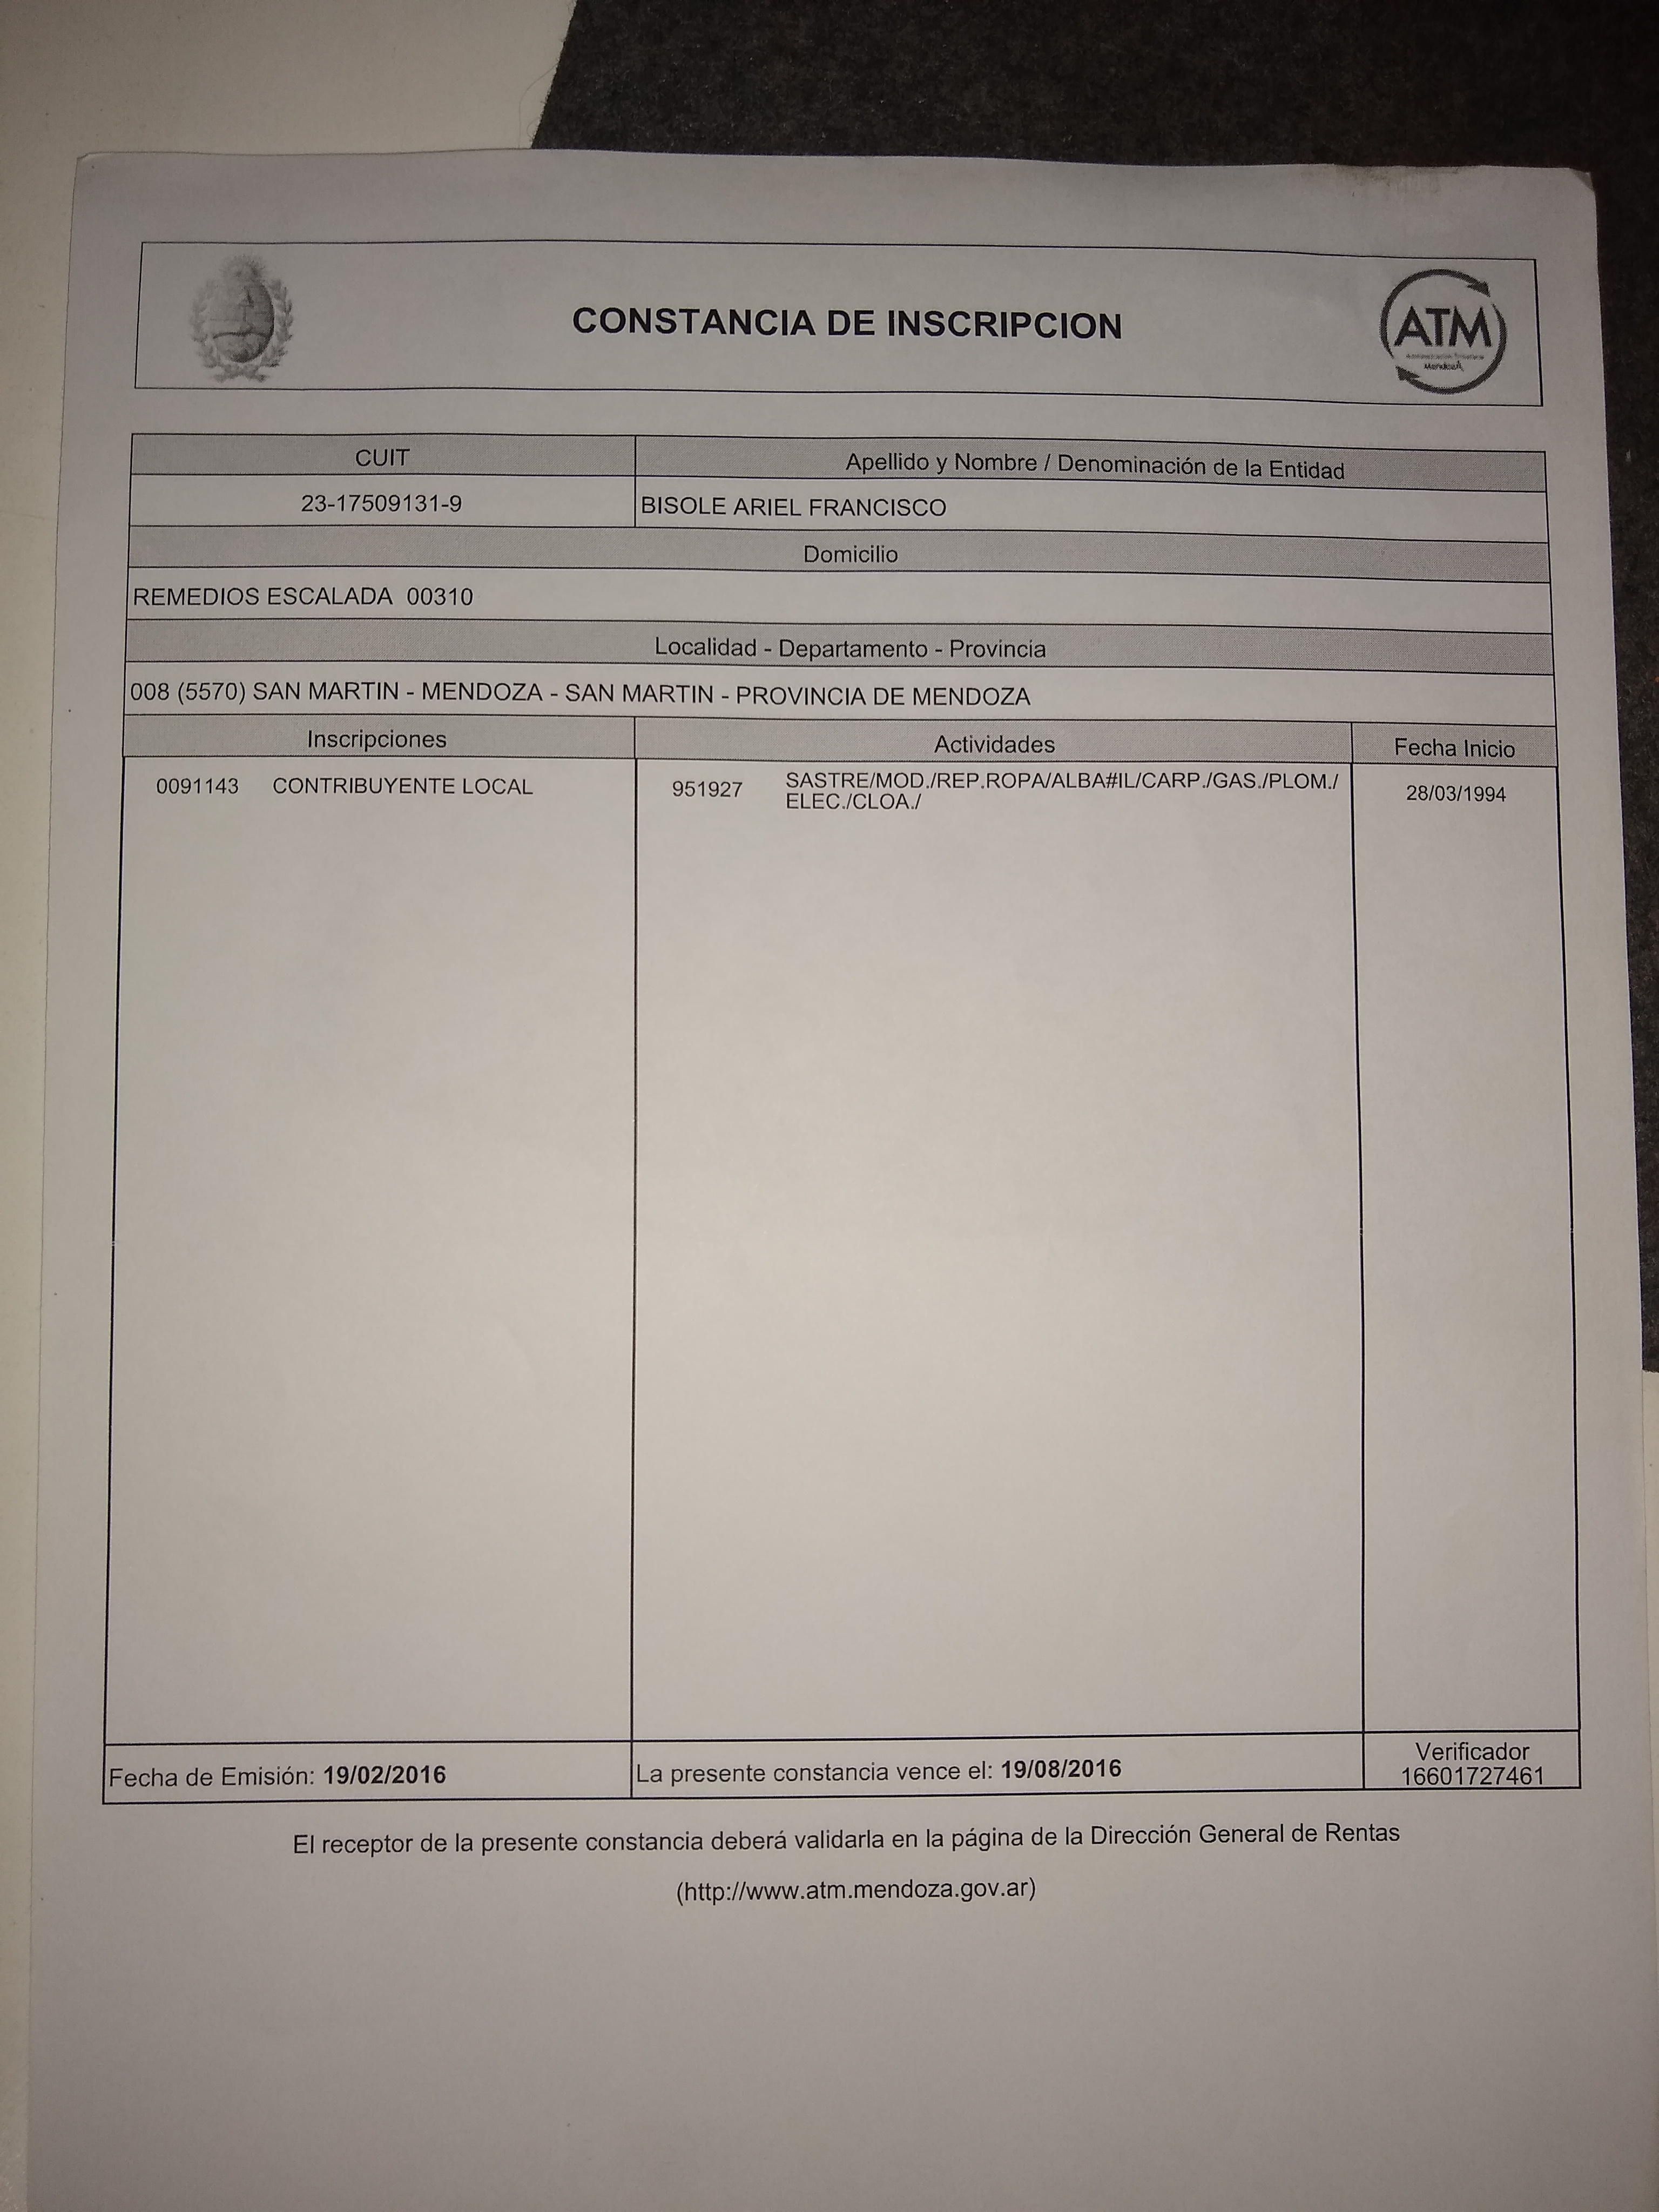 CONSTANCIA DE INSCRIPCION
ATM
Mendoza
CUIT
Apellido y Nombre / Denominación de la Entidad
23-17509131-9
BISOLE ARIEL FRANCISCO
Domicilio
REMEDIOS ESCALADA 00310
Localidad - Departamento - Provincia
008 (5570) SAN MARTIN - MENDOZA - SAN MARTIN - PROVINCIA DE MENDOZA
Inscripciones
Actividades
Fecha Inicio
0091143 CONTRIBUYENTE LOCAL
951927
SASTRE/MOD./REP.ROPA/ALBA#IL/CARP./GAS./PLOM./
ELEC./CLOA./
28/03/1994
Fecha de Emisión: 19/02/2016
La presente constancia vence el: 19/08/2016
Verificador
16601727461
El receptor de la presente constancia deberá validarla en la página de la Dirección General de Rentas
(http://www.atm.mendoza.gov.ar)